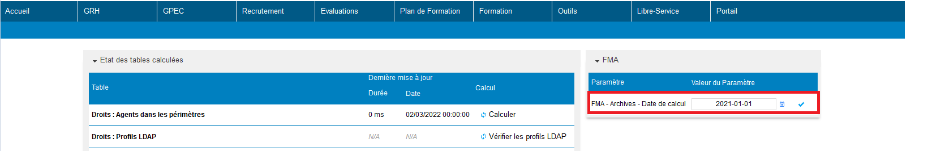 Accueil GRH GPEC Recrutement Evaluations Plan de Formation Formation Outils Libre-Service Portail
Etat des tables calculées
Table Dernière mise à jour Calcul
Durée Date
Droits : Agents dans les périmètres 0 ms 02/03/2022 00:00:00 Calculer
Droits : Profils LDAP N/A N/A Vérifier les profils LDAP
FMA
Paramètre Valeur du Paramètre
FMA - Archives - Date de calcul 2021-01-01